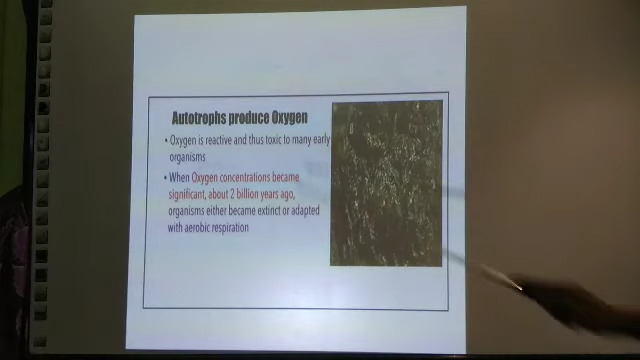 Autotrophs produce Oxygen
• Oxygen is reactive and thus toxic to many early
organisms
• When Oxygen concentrations became
significant, about 2 billion years ago,
organisms either became extinct or adapted
with aerobic respiration